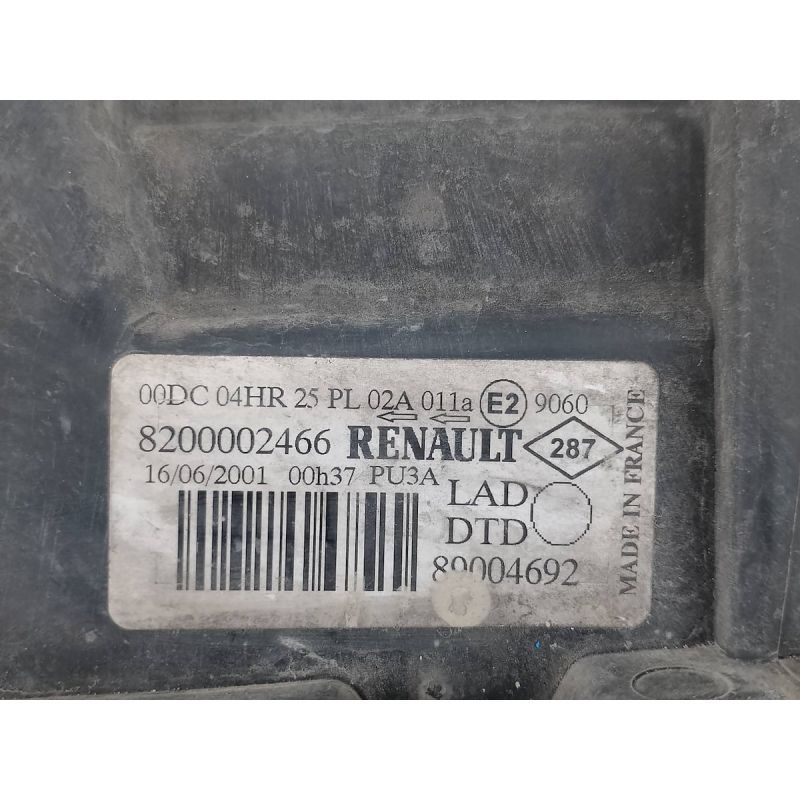 00DC 04HR 25 PL 02A 011a E2 9060
8200002466 RENAULT 287
16/06/2001 00h37 PU3A
LAD
DTD
89004692
MADE IN FRANCE